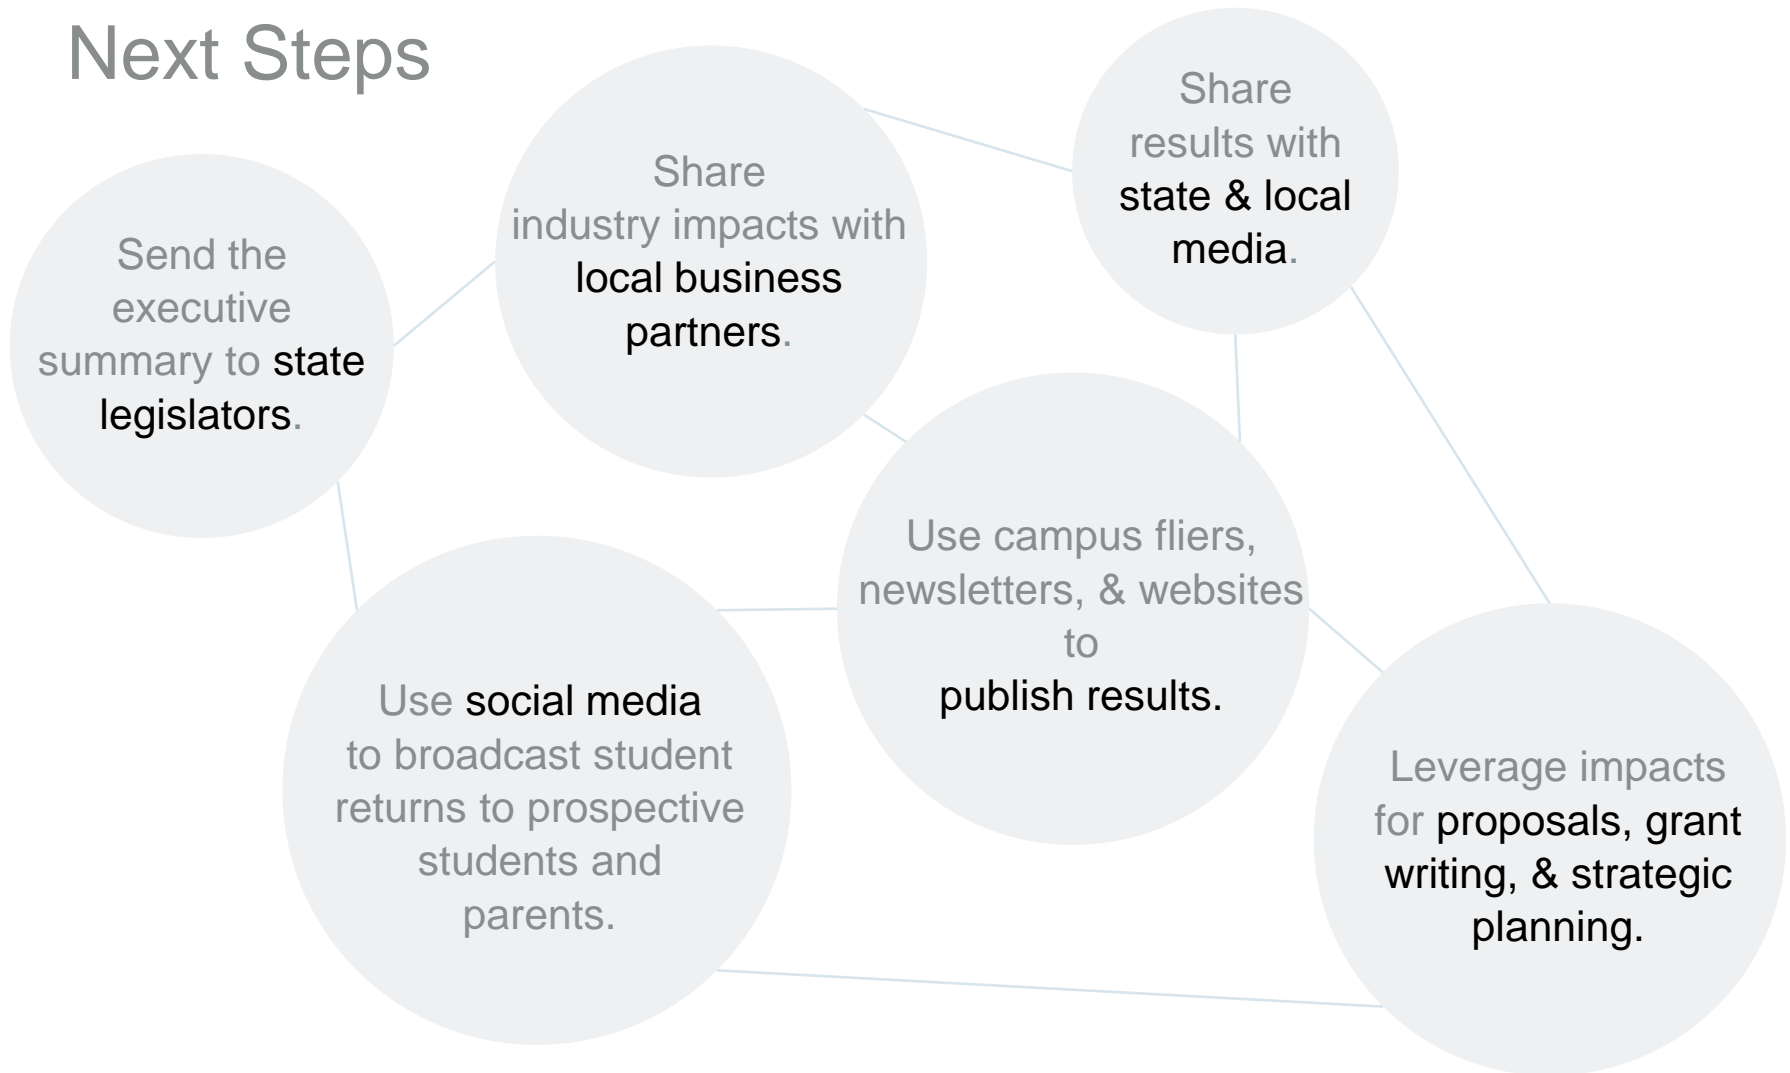 Next Steps
Send the
executive
summary to state
legislators.
Share
industry impacts with
local business
partners.
Share
results with
state & local
media.
Use social media
to broadcast student
returns to prospective
students and
parents.
Use campus fliers,
newsletters, & websites
to
publish results.
Leverage impacts
for proposals, grant
writing, & strategic
planning.